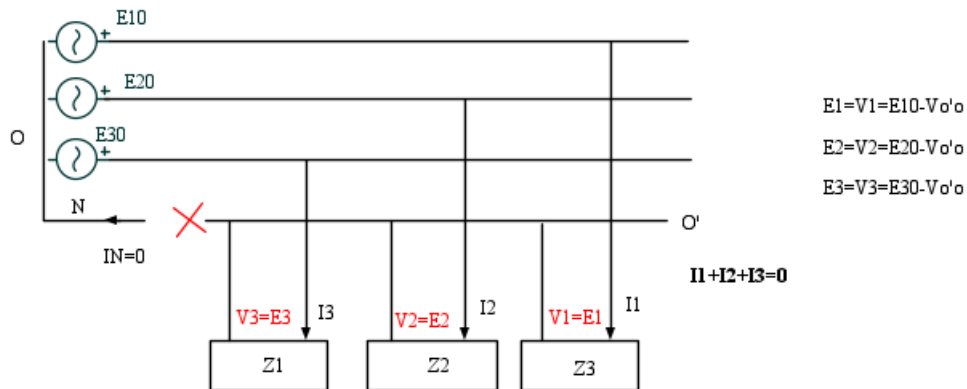 E10
E20
E30
O
N
IN=0
O'
E1=V1=E10-Vo'o
E2=V2=E20-Vo'o
E3=V3=E30-Vo'o
I1+I2+I3=0
V3=E3
I3
V2=E2
I2
V1=E1
I1
Z1
Z2
Z3